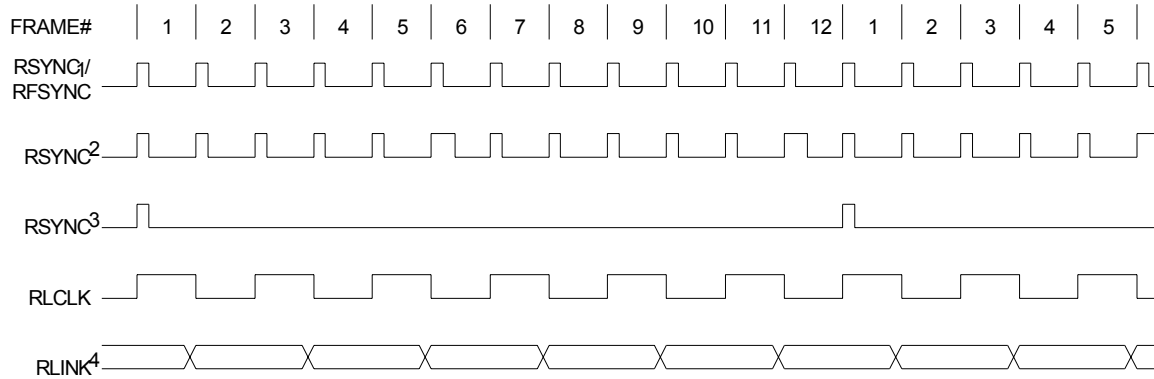 FRAME# 1 2 3 4 5 6 7 8 9 10 11 12 1 2 3 4 5
RSYNC1/
RFSYNC
RSYNC2
RSYNC3
RLCLK
RLINK4